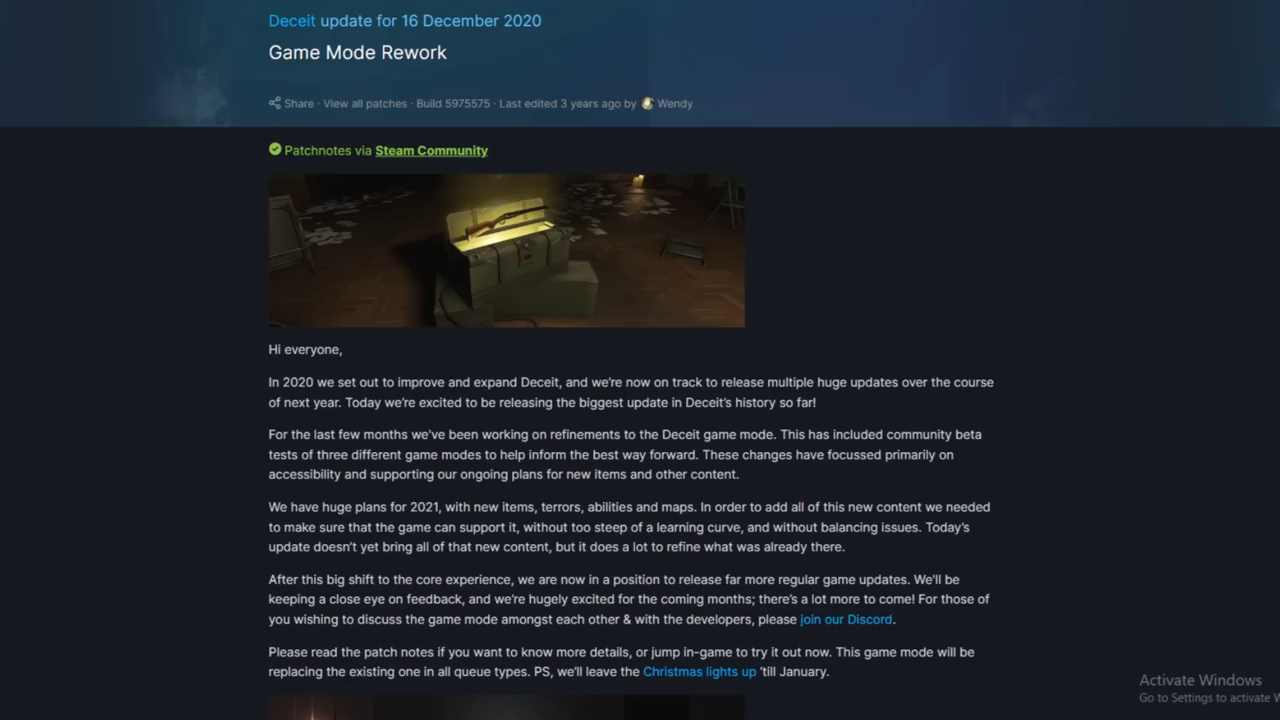 Deceit update for 16 December 2020
Game Mode Rework
Share · View all patches · Build 5975575 · Last edited 3 years ago by Wendy
Patchnotes via Steam Community
Hi everyone,
In 2020 we set out to improve and expand Deceit, and we're now on track to release multiple huge updates over the course
of next year. Today we're excited to be releasing the biggest update in Deceit's history so far!
For the last few months we've been working on refinements to the Deceit game mode. This has included community beta
tests of three different game modes to help inform the best way forward. These changes have focussed primarily on
accessibility and supporting our ongoing plans for new items and other content.
We have huge plans for 2021, with new items, terrors, abilities and maps. In order to add all of this new content we needed
to make sure that the game can support it, without too steep of a learning curve, and without balancing issues. Today's
update doesn't yet bring all of that new content, but it does a lot to refine what was already there.
After this big shift to the core experience, we are now in a position to release far more regular game updates. We'll be
keeping a close eye on feedback, and we're hugely excited for the coming months; there's a lot more to come! For those of
you wishing to discuss the game mode amongst each other & with the developers, please join our Discord.
Please read the patch notes if you want to know more details, or jump in-game to try it out now. This game mode will be
replacing the existing one in all queue types. PS, we'll leave the Christmas lights up 'till January.
Activate Windows
Go to Settings to activate W